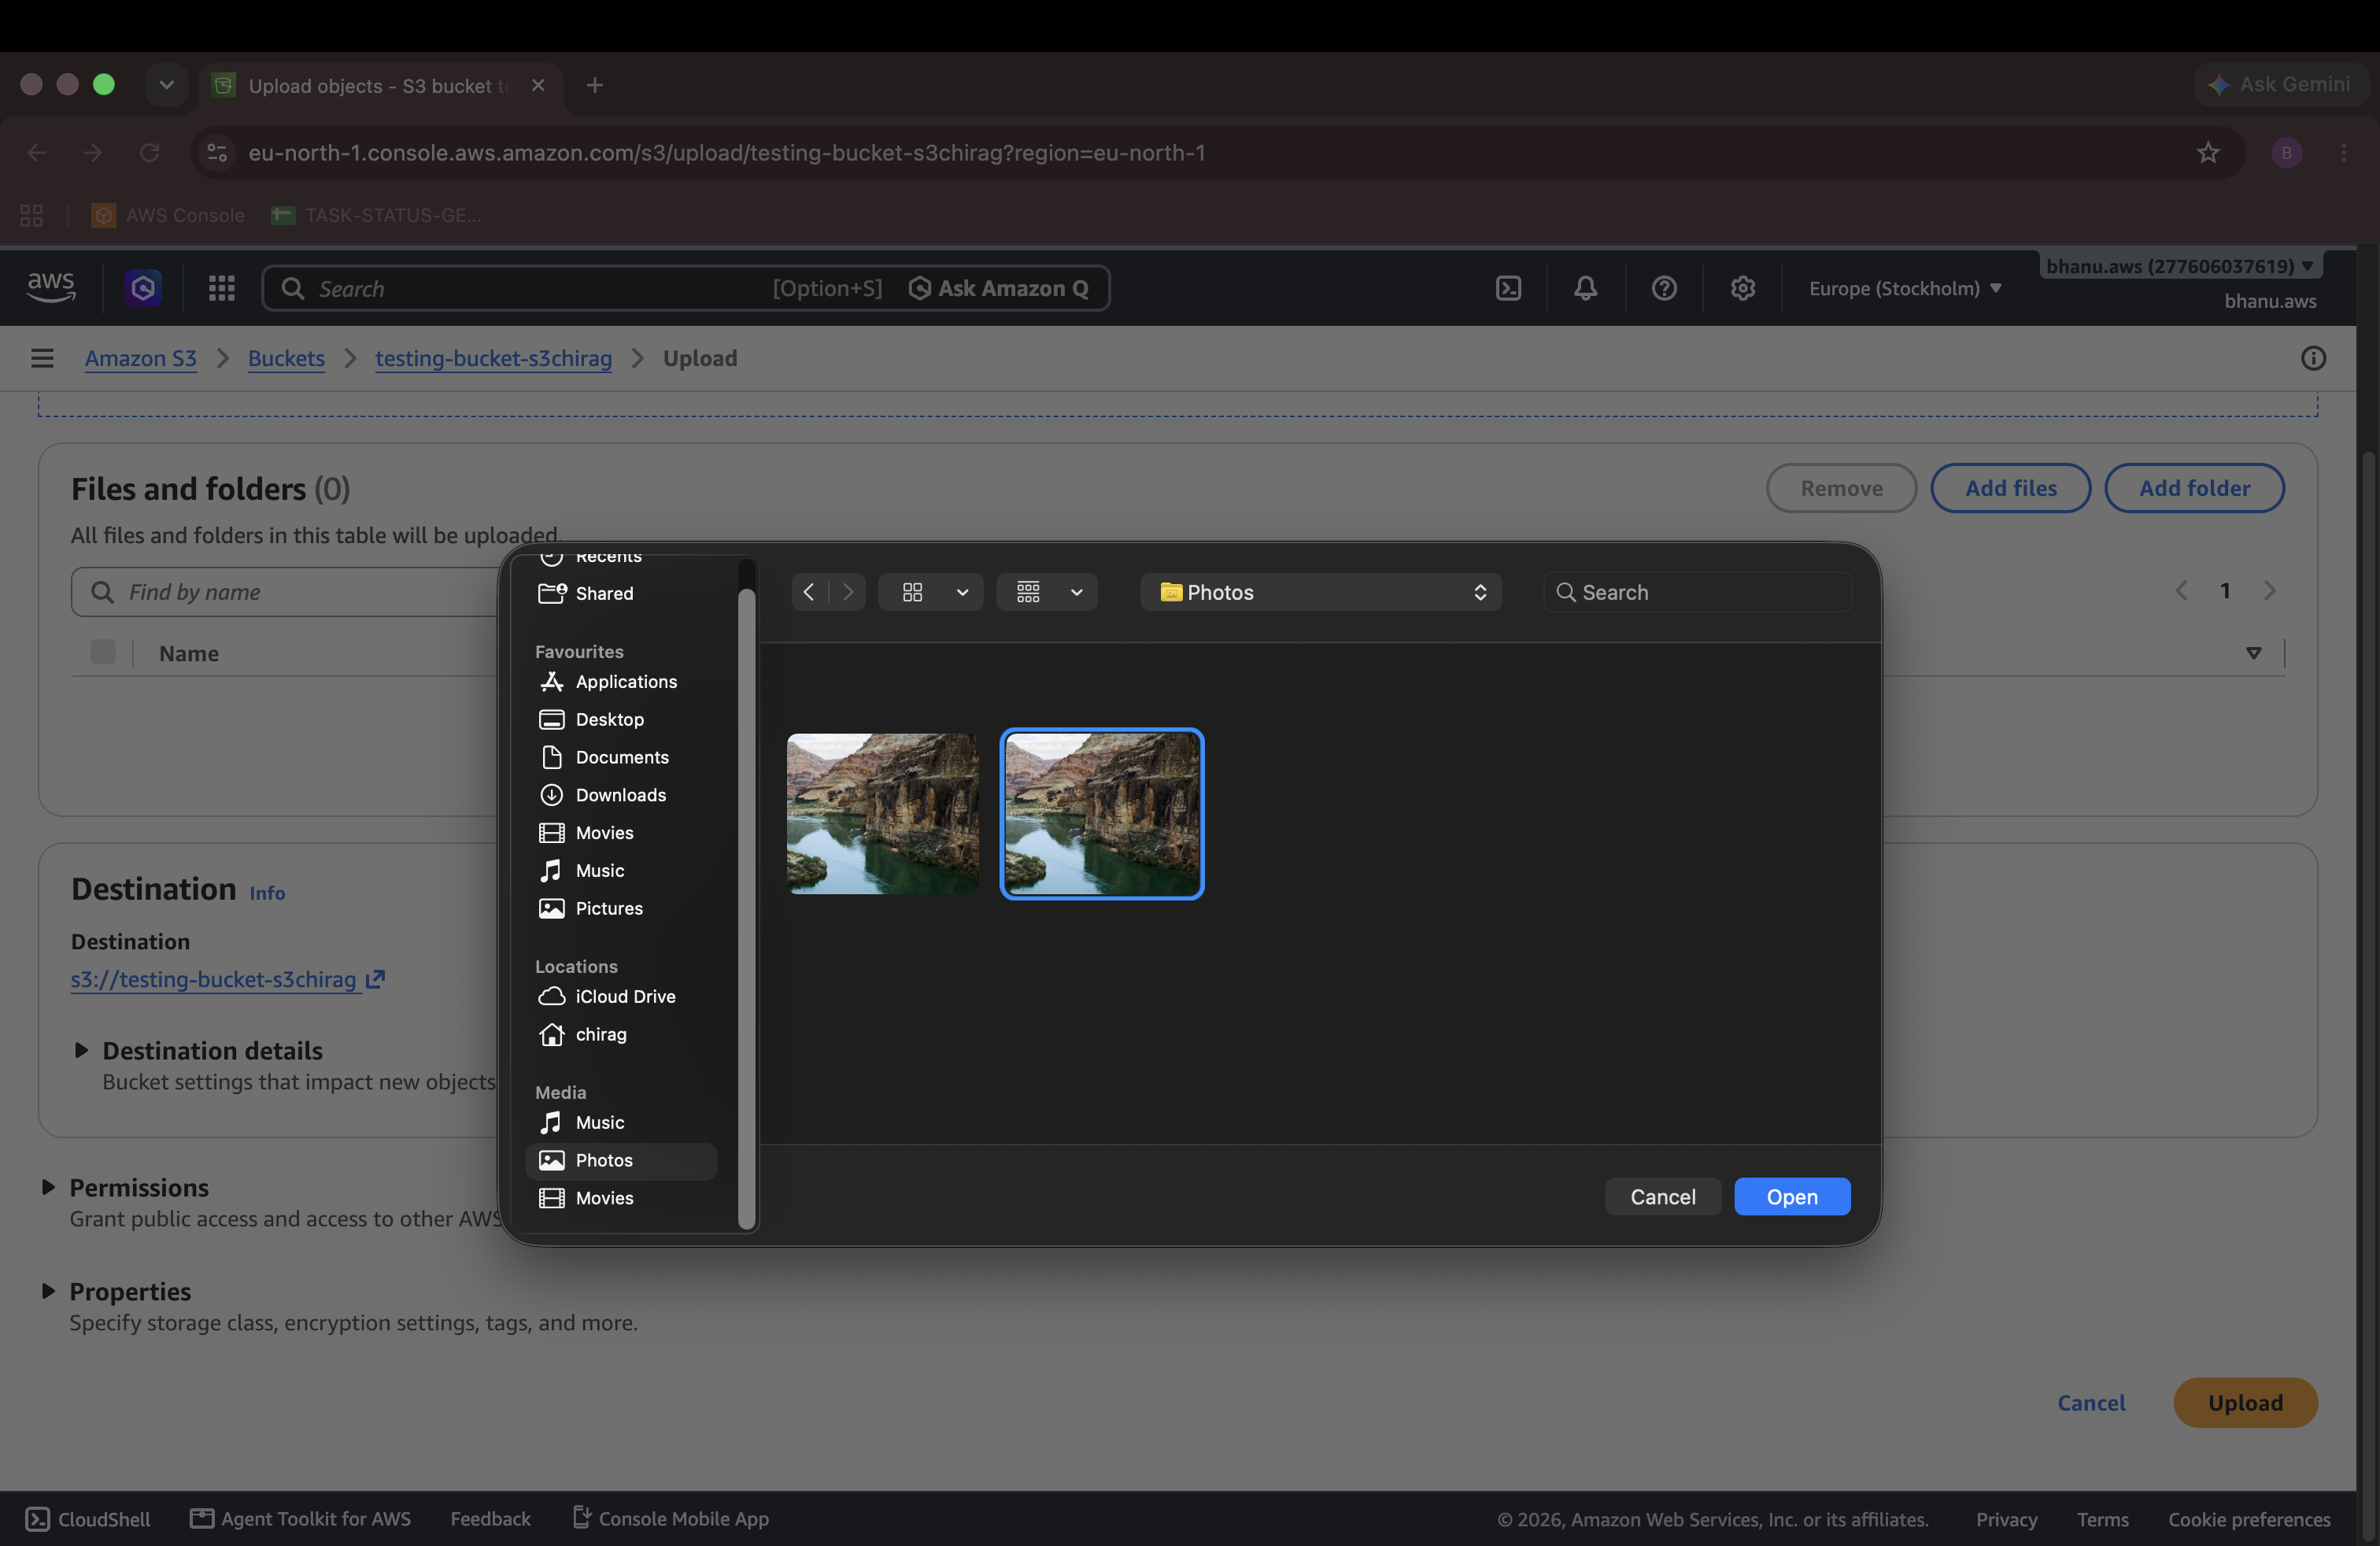 Upload objects - S3 bucket te
Ask Gemini
eu-north-1.console.aws.amazon.com/s3/upload/testing-bucket-s3chirag?region=eu-north-1
B
AWS Console
TASK-STATUS-GE...
aws
Search
[Option+S]
Ask Amazon Q
Europe (Stockholm)
bhanu.aws (277606037619)
bhanu.aws
Amazon S3
Buckets
testing-bucket-s3chirag
Upload
Files and folders (0)
Remove
Add files
Add folder
All files and folders in this table will be uploaded.
Find by name
1
Name
Recents
Shared
Favourites
Applications
Desktop
Documents
Downloads
Movies
Music
Pictures
Locations
iCloud Drive
chirag
Media
Music
Photos
Movies
Photos
Search
Cancel
Open
Destination Info
Destination
s3://testing-bucket-s3chirag
Destination details
Bucket settings that impact new objects
Permissions
Grant public access and access to other AWS
Properties
Specify storage class, encryption settings, tags, and more.
Cancel
Upload
CloudShell
Agent Toolkit for AWS
Feedback
Console Mobile App
© 2026, Amazon Web Services, Inc. or its affiliates.
Privacy
Terms
Cookie preferences